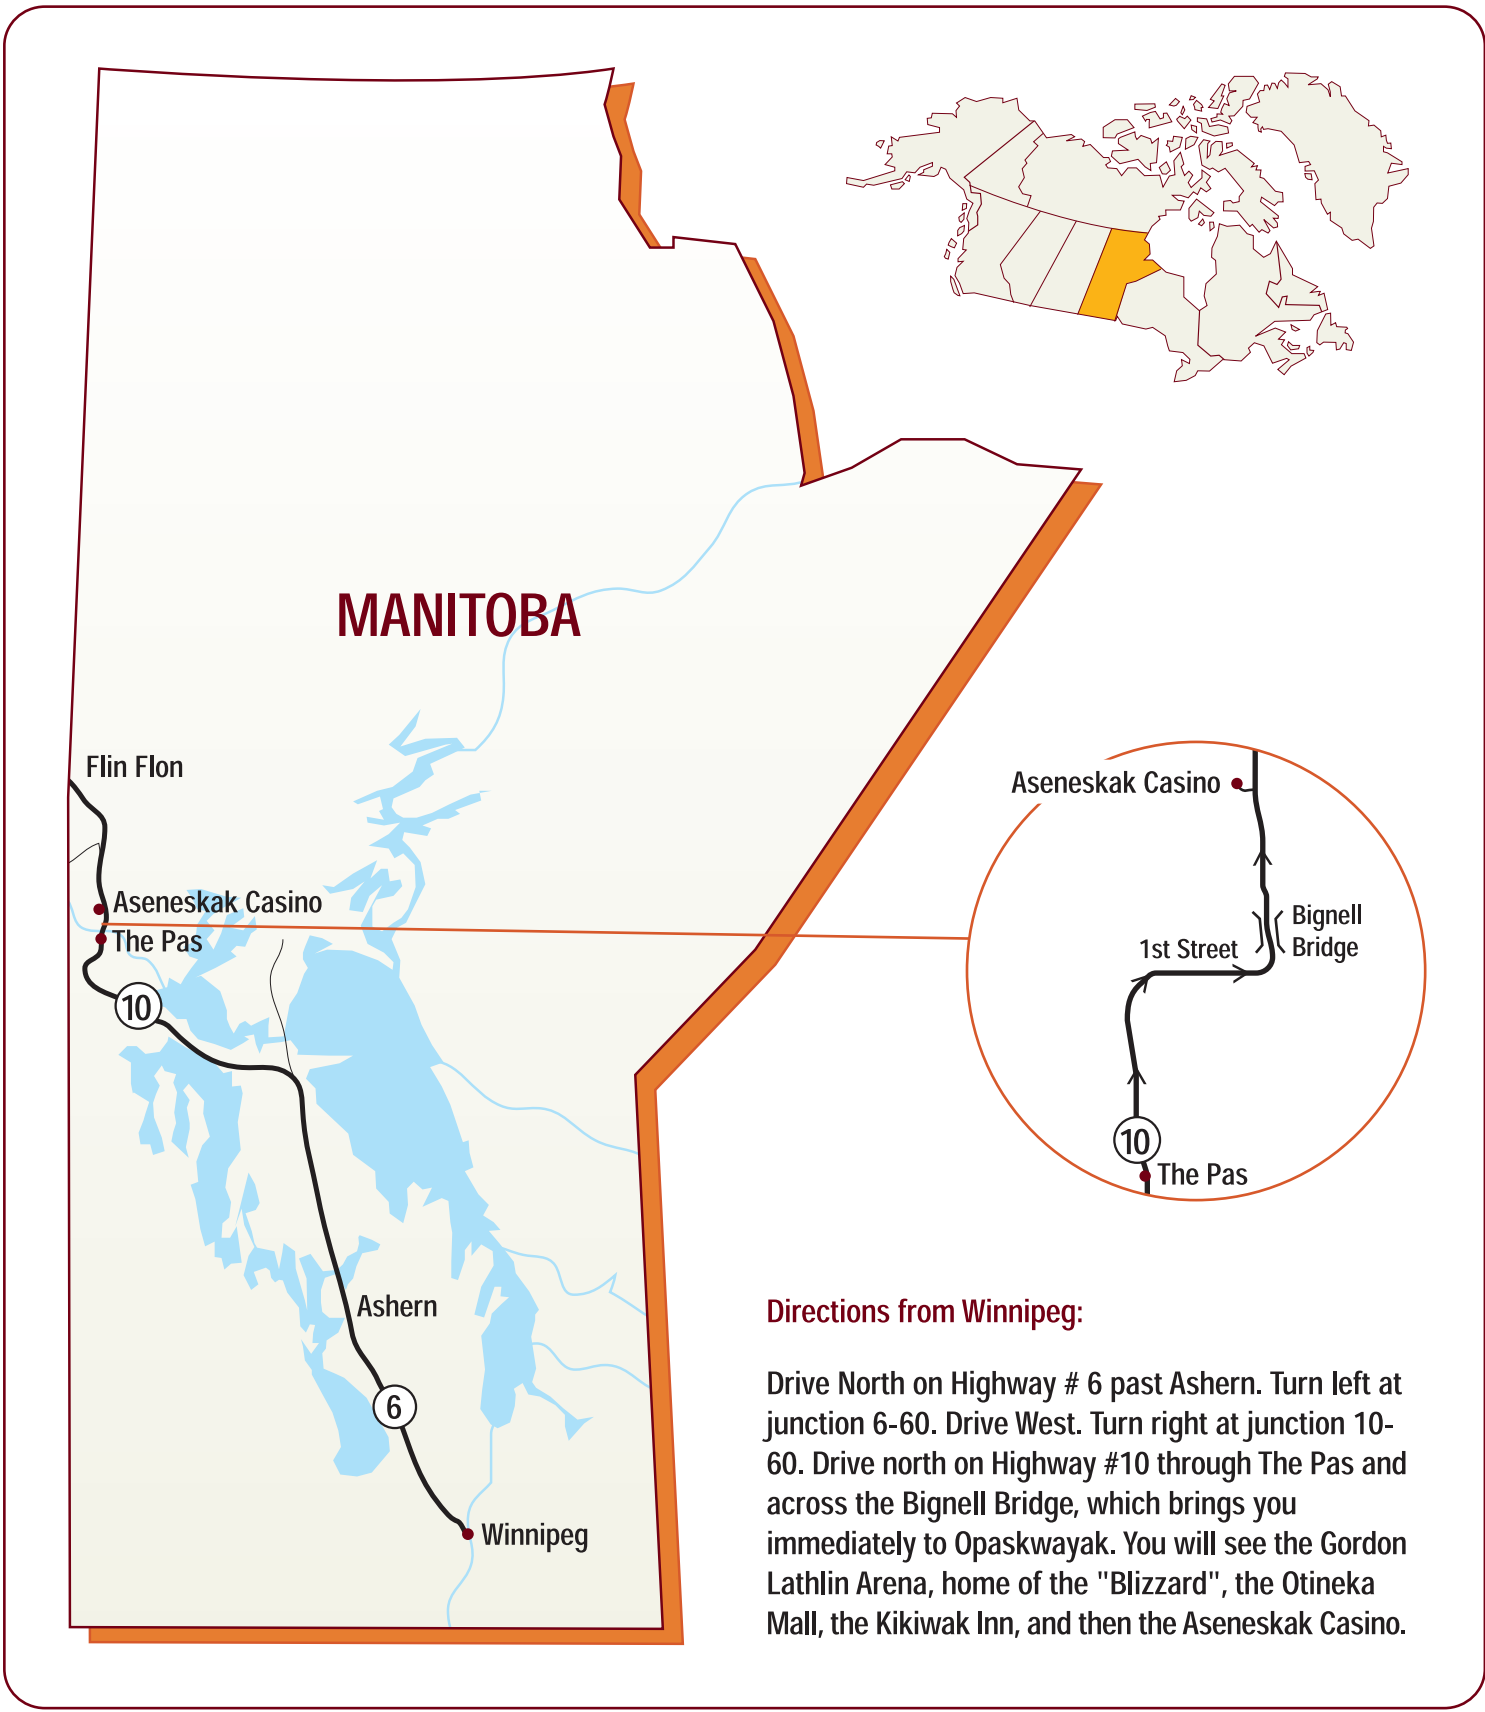 MANITOBA
Flin Flon
Aseneskak Casino
The Pas
10
Ashern
6
Winnipeg
Aseneskak Casino
Bignell
Bridge
1st Street
10
The Pas
Directions from Winnipeg:
Drive North on Highway # 6 past Ashern. Turn left at
junction 6-60. Drive West. Turn right at junction 10-
60. Drive north on Highway #10 through The Pas and
across the Bignell Bridge, which brings you
immediately to Opaskwayak. You will see the Gordon
Lathlin Arena, home of the "Blizzard", the Otineka
Mall, the Kikiwak Inn, and then the Aseneskak Casino.